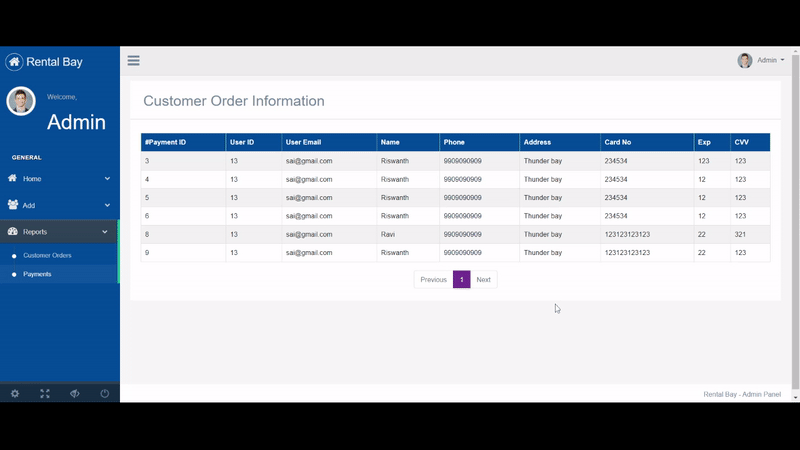 Rental Bay
Admin
Welcome,
Admin
Customer Order Information
GENERAL
Home
Add
Reports
Customer Orders
Payments
#Payment ID User ID User Email Name Phone Address Card No Exp CVV
3 13 sai@gmail.com Riswanth 9909090909 Thunder bay 234534 123 123
4 13 sai@gmail.com Riswanth 9909090909 Thunder bay 234534 12 123
5 13 sai@gmail.com Riswanth 9909090909 Thunder bay 234534 12 123
6 13 sai@gmail.com Riswanth 9909090909 Thunder bay 234534 12 123
8 13 sai@gmail.com Ravi 9909090909 Thunder bay 123123123123 22 321
9 13 sai@gmail.com Riswanth 9909090909 Thunder bay 123123123123 22 123
Previous 1 Next
Rental Bay - Admin Panel